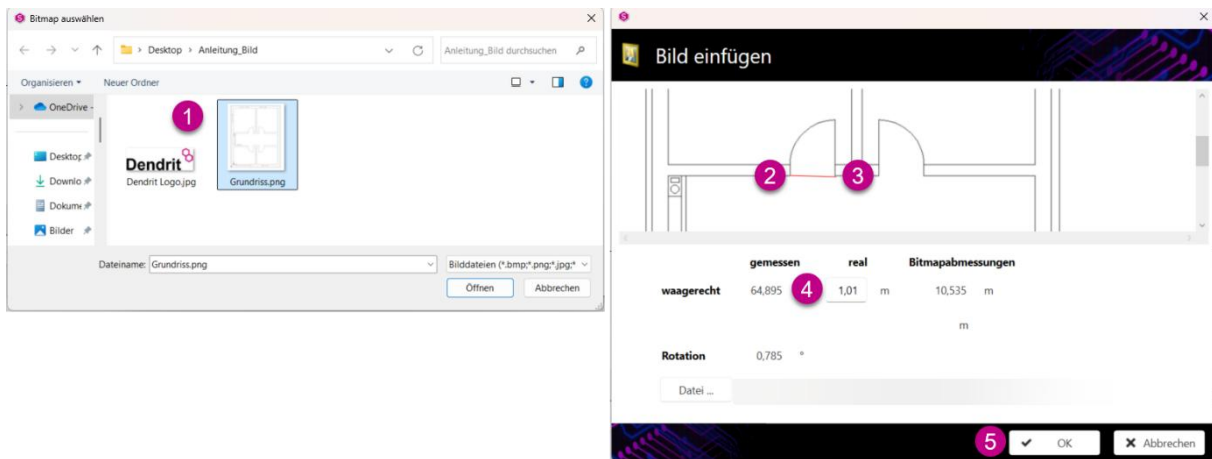 Bitmap auswählen
Desktop > Anleitung_Bild
Anleitung_Bild durchsuchen
Organisieren
Neuer Ordner
OneDrive -
Desktop
Downlo
Dokume
Bilder
1
Dendrit
Dendrit Logo.jpg
Grundriss.png
Dateiname:
Grundriss.png
Bilddateien (*.bmp;*.png;*.jpg;*
Öffnen
Abbrechen
Bild einfügen
2
3
gemessen real Bitmapabmessungen
waagerecht 64,895 4 1,01 m 10,535 m
m
Rotation 0,785 °
Datei ...
5 OK Abbrechen